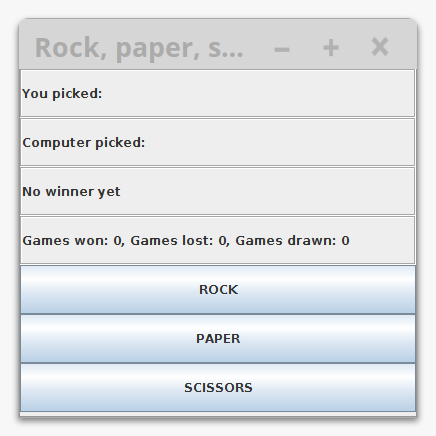 Rock, paper, s...
You picked:
Computer picked:
No winner yet
Games won: 0, Games lost: 0, Games drawn: 0
ROCK
PAPER
SCISSORS